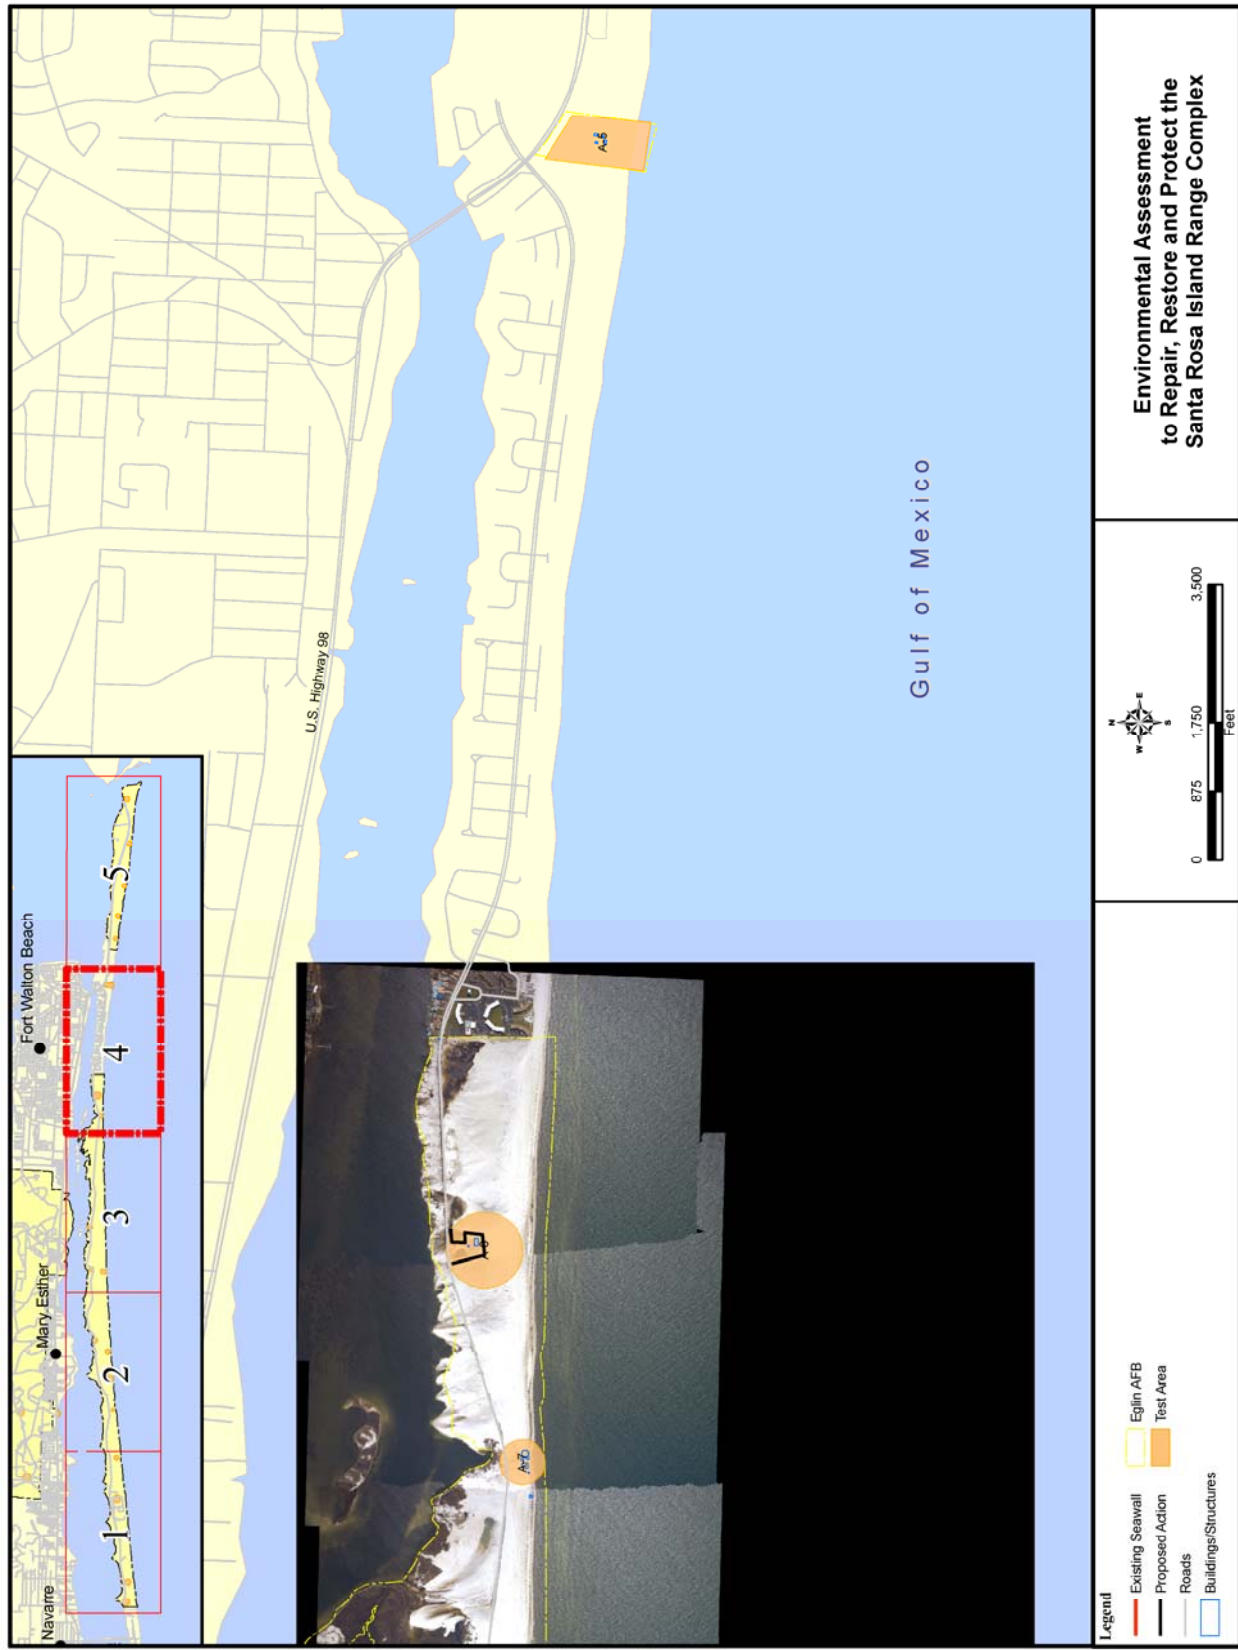 Navarre
Mary Esther
Fort Walton Beach
1
2
3
4
5
U.S. Highway 98
Gulf of Mexico
A-7
A-6
A-5
Legend
Existing Seawall
Proposed Action
Roads
Buildings/Structures
Eglin AFB
Test Area
N
W
E
S
0
875
1,750
3,500
Feet
Environmental Assessment
to Repair, Restore and Protect the
Santa Rosa Island Range Complex